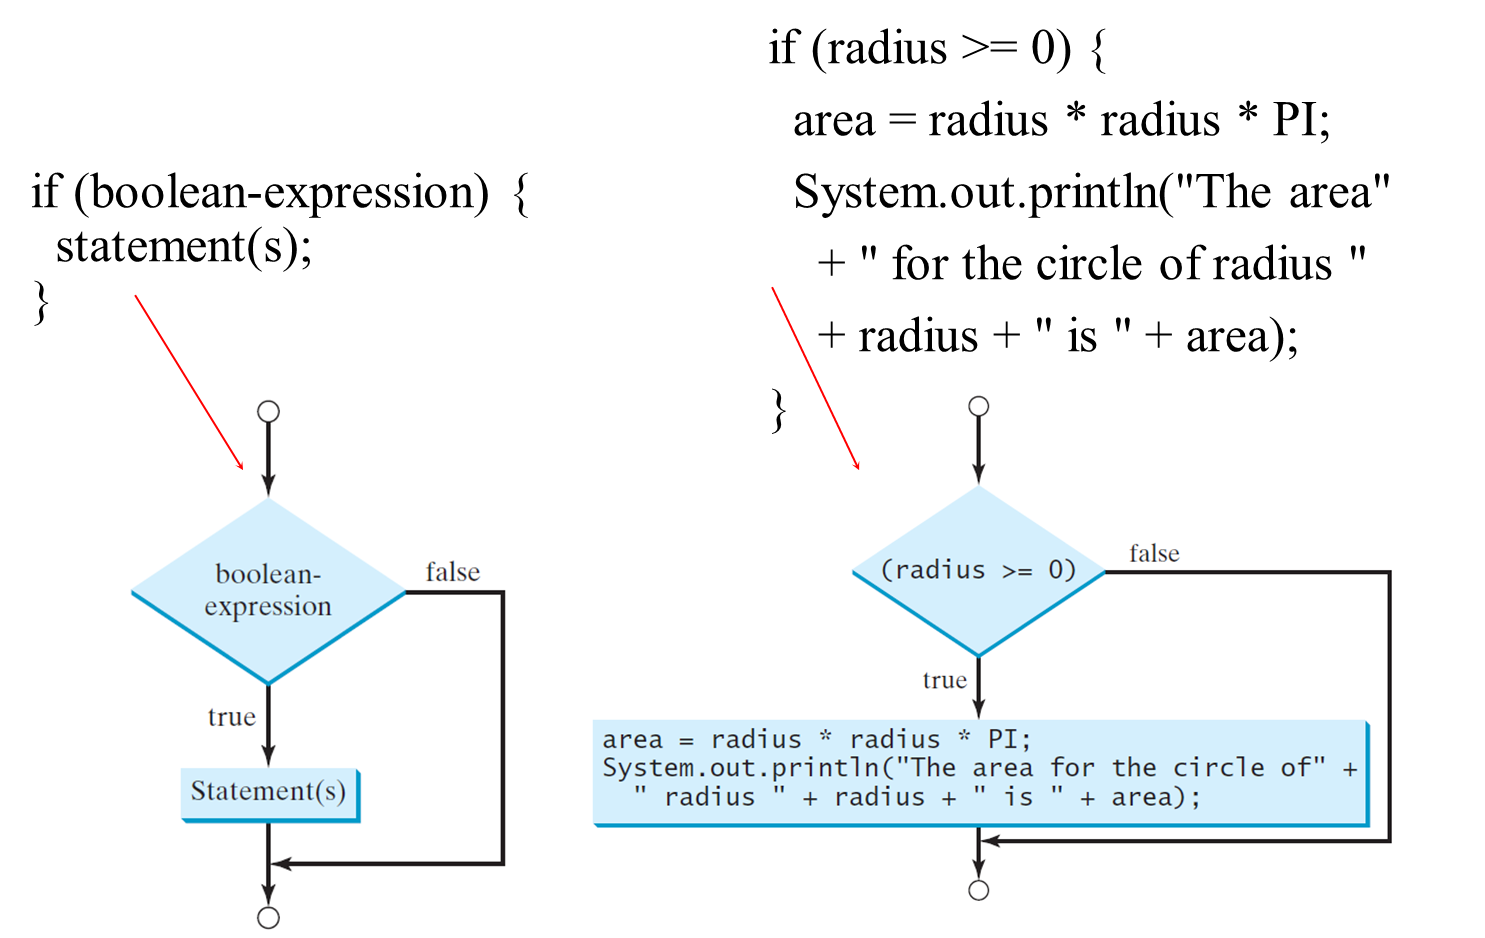 if (boolean-expression) {
statement(s);
}
if (radius >= 0) {
area = radius * radius * PI;
System.out.println("The area"
+ " for the circle of radius "
+ radius + " is " + area);
}
boolean-
expression
false
true
Statement(s)
(radius >= 0)
false
true
area = radius * radius * PI;
System.out.println("The area for the circle of" +
" radius " + radius + " is " + area);